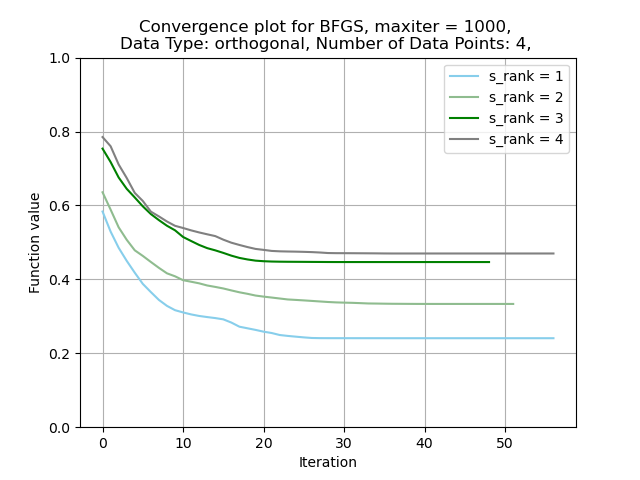 Convergence plot for BFGS, maxiter = 1000,
Data Type: orthogonal, Number of Data Points: 4,
1.0
0.8
0.6
0.4
0.2
0.0
Function value
s_rank = 1
s_rank = 2
s_rank = 3
s_rank = 4
0 10 20 30 40 50
Iteration